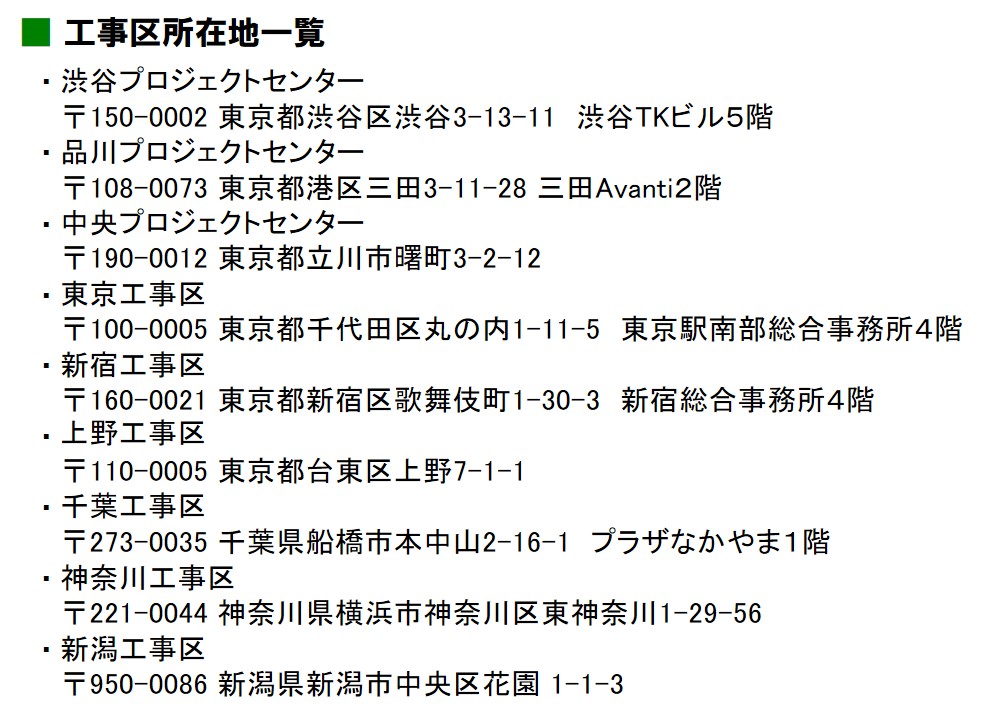 ■ 工事区所在地一覧
・渋谷プロジェクトセンター
〒150-0002 東京都渋谷区渋谷3-13-11　渋谷TKビル５階
・品川プロジェクトセンター
〒108-0073 東京都港区三田3-11-28 三田Avanti２階
・中央プロジェクトセンター
〒190-0012 東京都立川市曙町3-2-12
・東京工事区
〒100-0005 東京都千代田区丸の内1-11-5　東京駅南部総合事務所４階
・新宿工事区
〒160-0021 東京都新宿区歌舞伎町1-30-3　新宿総合事務所４階
・上野工事区
〒110-0005 東京都台東区上野7-1-1
・千葉工事区
〒273-0035 千葉県船橋市本中山2-16-1　プラザなかやま１階
・神奈川工事区
〒221-0044 神奈川県横浜市神奈川区東神奈川1-29-56
・新潟工事区
〒950-0086 新潟県新潟市中央区花園 1-1-3